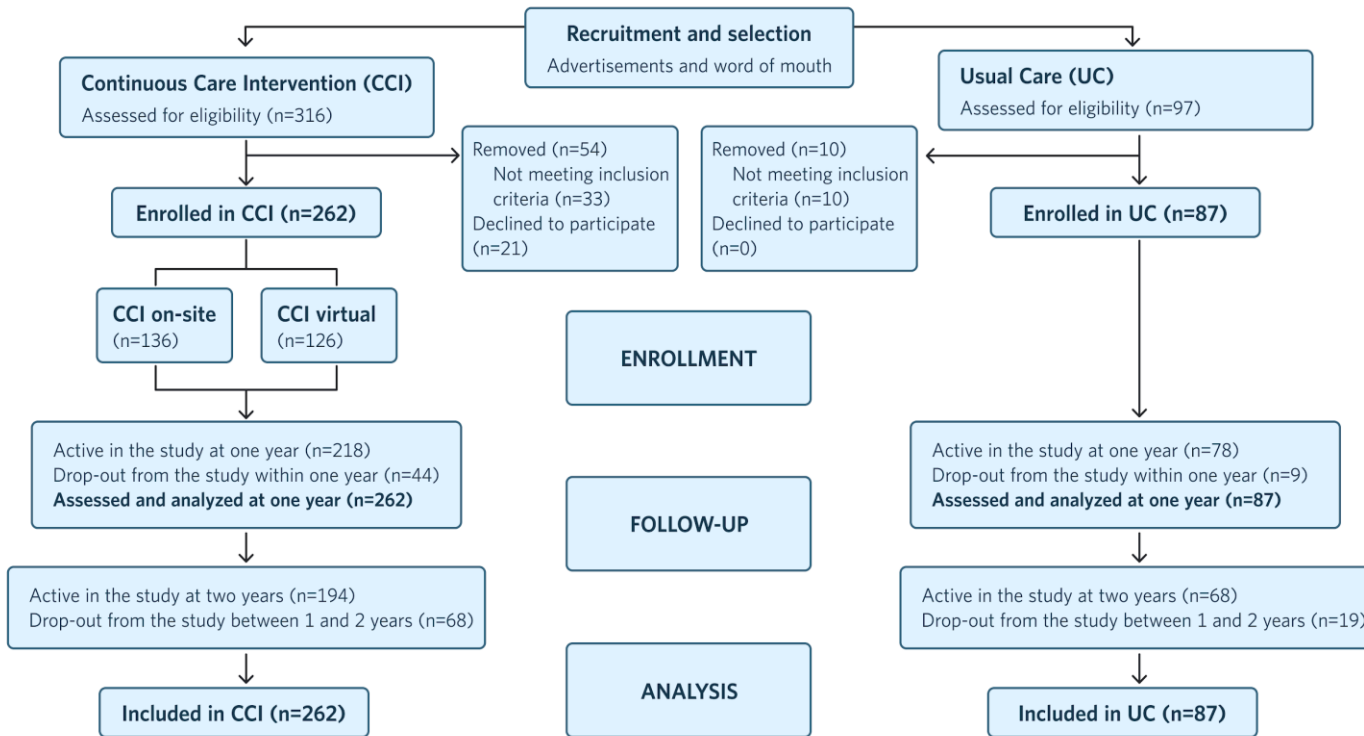 Recruitment and selection
Advertisements and word of mouth
Continuous Care Intervention (CCI)
Assessed for eligibility (n=316)
Usual Care (UC)
Assessed for eligibility (n=97)
Removed (n=54)
Not meeting inclusion
criteria (n=33)
Declined to participate
(n=21)
Removed (n=10)
Not meeting inclusion
criteria (n=10)
Declined to participate
(n=0)
Enrolled in CCI (n=262)
Enrolled in UC (n=87)
CCI on-site
(n=136)
CCI virtual
(n=126)
ENROLLMENT
Active in the study at one year (n=218)
Drop-out from the study within one year (n=44)
Assessed and analyzed at one year (n=262)
Active in the study at one year (n=78)
Drop-out from the study within one year (n=9)
Assessed and analyzed at one year (n=87)
FOLLOW-UP
Active in the study at two years (n=194)
Drop-out from the study between 1 and 2 years (n=68)
Active in the study at two years (n=68)
Drop-out from the study between 1 and 2 years (n=19)
ANALYSIS
Included in CCI (n=262)
Included in UC (n=87)